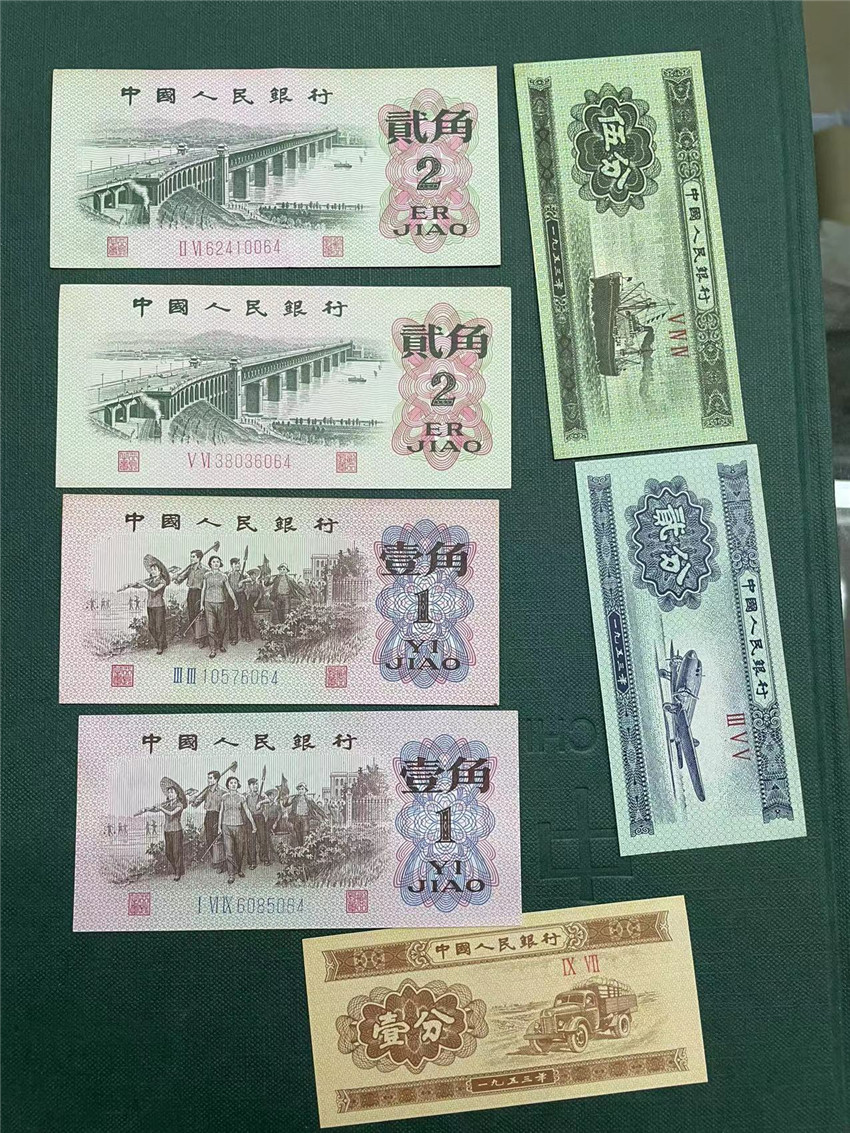 中國人民銀行
貳角
2
ER
JIAO
II VI 62410064
中國人民銀行
貳角
2
ER
JIAO
V VI 38036064
中國人民銀行
壹角
1
YI
JIAO
III III 10576064
中國人民銀行
壹角
1
YI
JIAO
I VI IX 6085064
伍分
中國人民銀行
一九五三年
貳分
中國人民銀行
一九五三年
III V V
中國人民銀行
IX VII
壹分
一九五三年